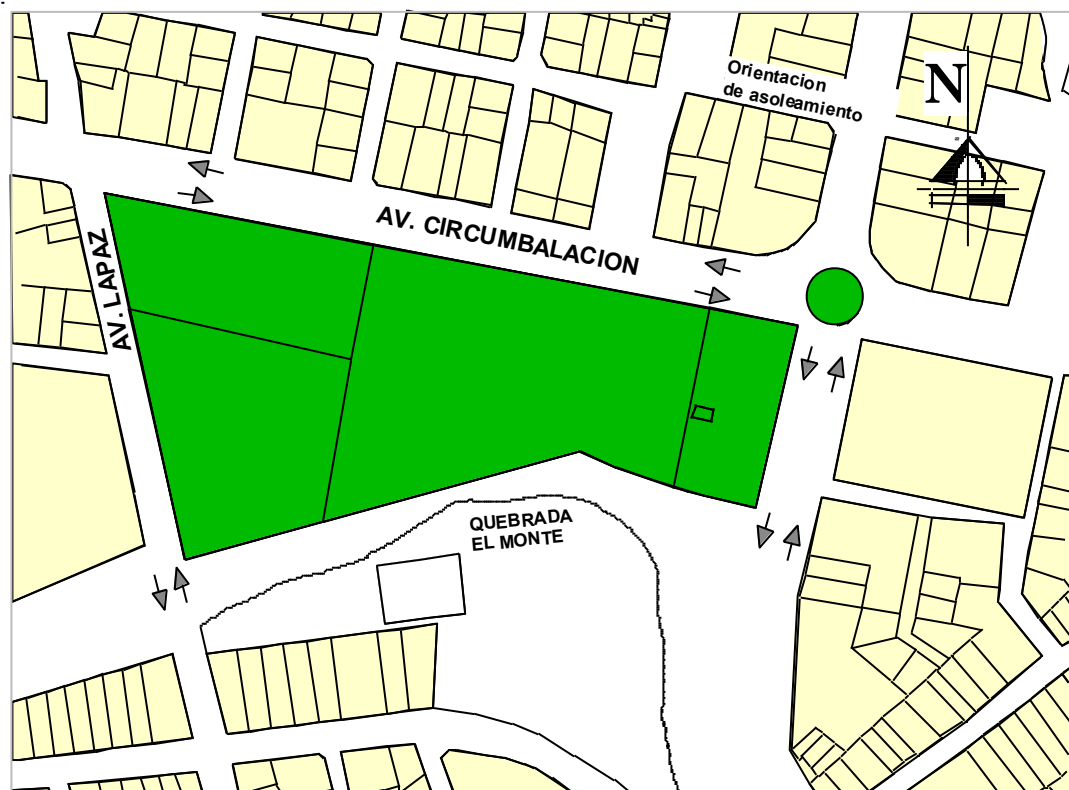 Orientacion
de asoleamiento
N
AV. CIRCUMBALACION
AV. LAPAZ
QUEBRADA
EL MONTE